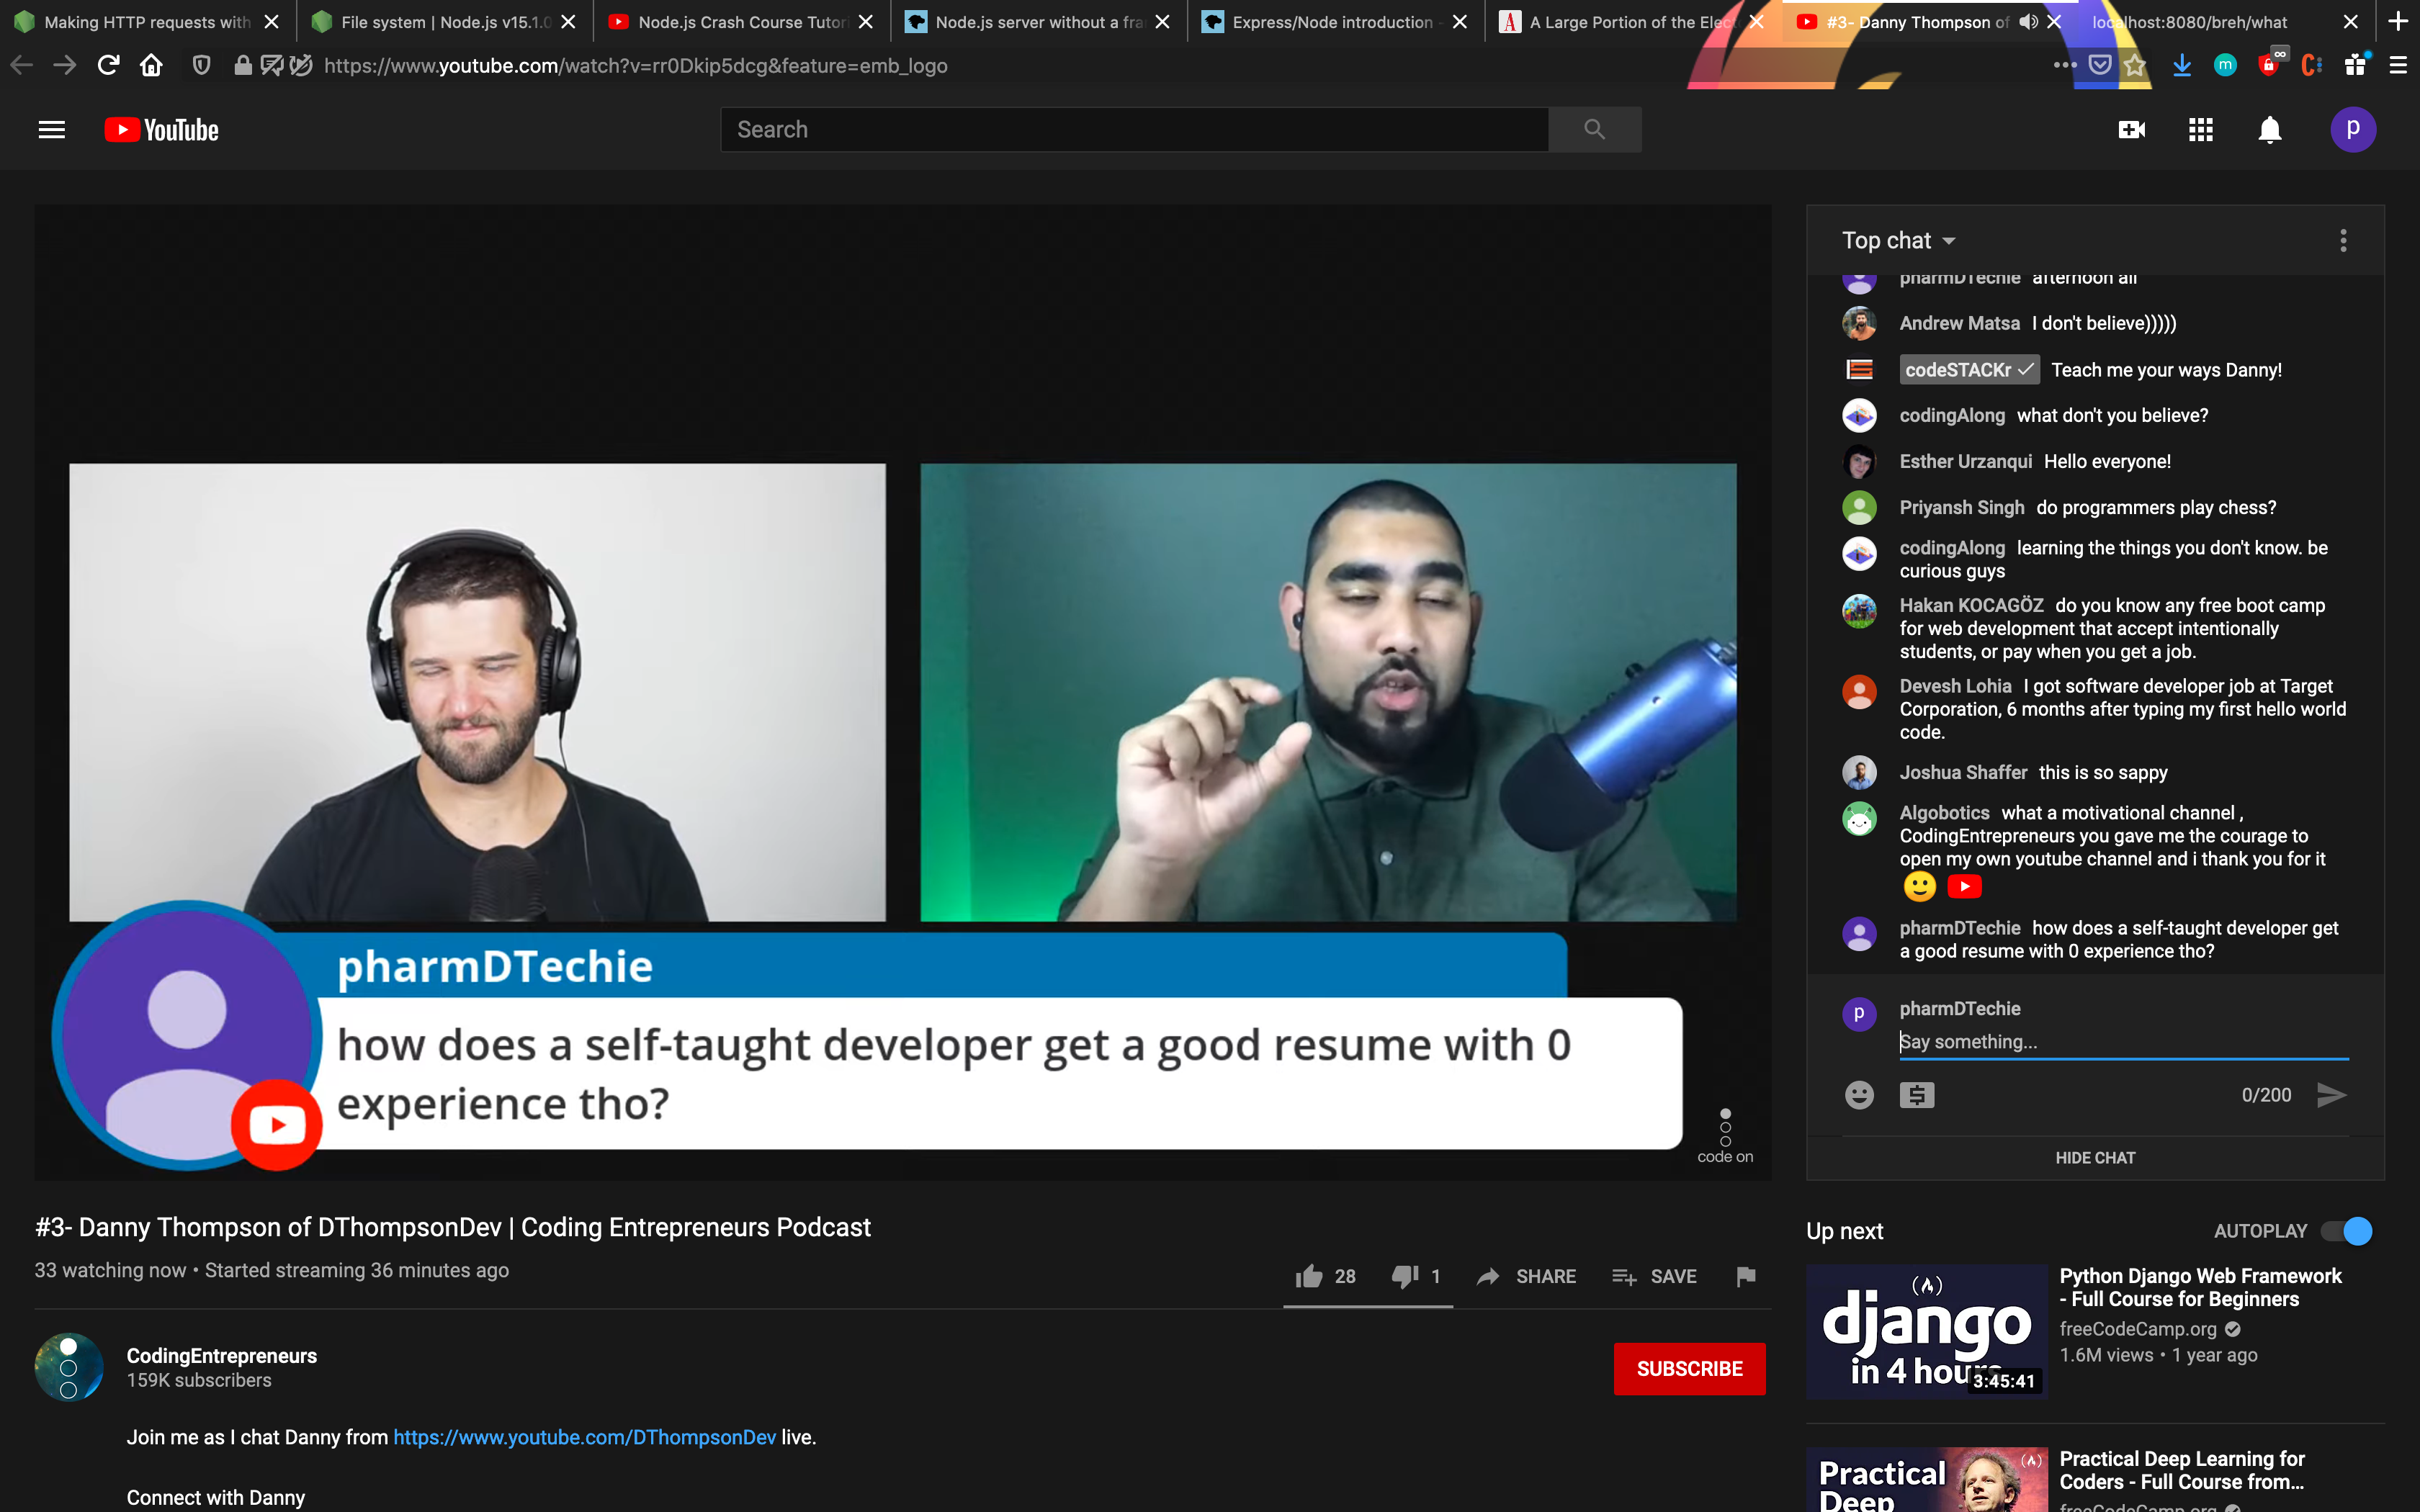 Making HTTP requests with
File system | Node.js v15.1.0
Node.js Crash Course Tutori
Node.js server without a fra
Express/Node introduction -
A Large Portion of the Elec
#3- Danny Thompson of
localhost:8080/breh/what
https://www.youtube.com/watch?v=rr0Dkip5dcg&feature=emb_logo
m
YouTube
Search
p
Top chat
pharmDTechie afternoon all
Andrew Matsa I don't believe)))))
codeSTACKr Teach me your ways Danny!
codingAlong what don't you believe?
Esther Urzanqui Hello everyone!
Priyansh Singh do programmers play chess?
codingAlong learning the things you don't know. be
curious guys
Hakan KOCAGÖZ do you know any free boot camp
for web development that accept intentionally
students, or pay when you get a job.
Devesh Lohia I got software developer job at Target
Corporation, 6 months after typing my first hello world
code.
Joshua Shaffer this is so sappy
Algobotics what a motivational channel ,
CodingEntrepreneurs you gave me the courage to
open my own youtube channel and i thank you for it
pharmDTechie how does a self-taught developer get
a good resume with 0 experience tho?
p
pharmDTechie
Say something...
0/200
HIDE CHAT
pharmDTechie
how does a self-taught developer get a good resume with 0
experience tho?
code on
#3- Danny Thompson of DThompsonDev | Coding Entrepreneurs Podcast
33 watching now • Started streaming 36 minutes ago
28
1
SHARE
SAVE
CodingEntrepreneurs
159K subscribers
SUBSCRIBE
Join me as I chat Danny from https://www.youtube.com/DThompsonDev live.
Connect with Danny
Up next
AUTOPLAY
django
in 4 hours
3:45:41
Python Django Web Framework
- Full Course for Beginners
freeCodeCamp.org
1.6M views • 1 year ago
Practical
Deep
Practical Deep Learning for
Coders - Full Course from...
freeCodeCamp.org